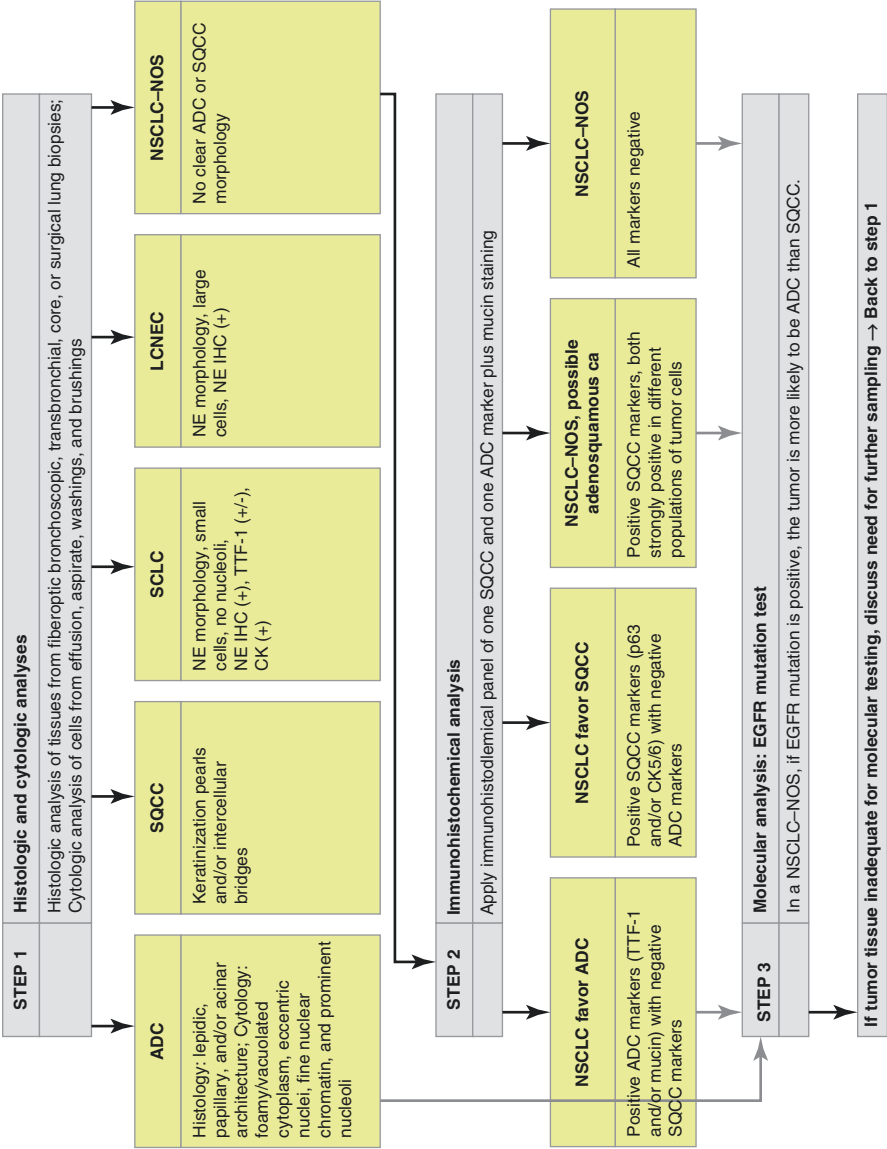 STEP 1
Histologic and cytologic analyses
Histologic analysis of tissues from fiberoptic bronchoscopic, transbronchial, core, or surgical lung biopsies;
Cytologic analysis of cells from effusion, aspirate, washings, and brushings
ADC
Histology: lepidic,
papillary, and/or acinar
architecture; Cytology:
foamy/vacuolated
cytoplasm, eccentric
nuclei, fine nuclear
chromatin, and prominent
nucleoli
SQCC
Keratinization pearls
and/or intercellular
bridges
SCLC
NE morphology, small
cells, no nucleoli,
NE IHC (+), TTF-1 (+/-),
CK (+)
LCNEC
NE morphology, large
cells, NE IHC (+)
NSCLC–NOS
No clear ADC or SQCC
morphology
STEP 2
Immunohistochemical analysis
Apply immunohistodlemical panel of one SQCC and one ADC marker plus mucin staining
NSCLC favor ADC
Positive ADC markers (TTF-1
and/or mucin) with negative
SQCC markers
NSCLC favor SQCC
Positive SQCC markers (p63
and/or CK5/6) with negative
ADC markers
NSCLC–NOS, possible
adenosquamous ca
Positive SQCC markers, both
strongly positive in different
populations of tumor cells
NSCLC–NOS
All markers negative
STEP 3
Molecular analysis: EGFR mutation test
In a NSCLC–NOS, if EGFR mutation is positive, the tumor is more likely to be ADC than SQCC.
If tumor tissue inadequate for molecular testing, discuss need for further sampling → Back to step 1